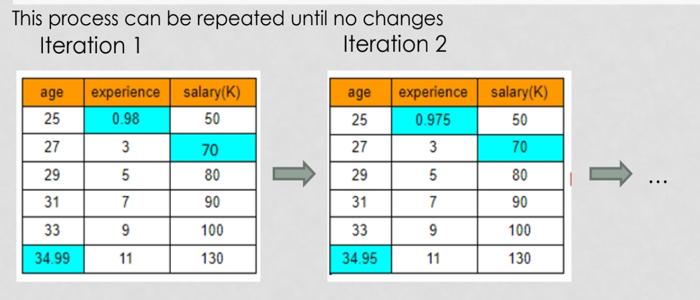 This process can be repeated until no changes
Iteration 1
Iteration 2
age experience salary(K)
25 0.98 50
27 3 70
29 5 80
31 7 90
33 9 100
34.99 11 130
age experience salary(K)
25 0.975 50
27 3 70
29 5 80
31 7 90
33 9 100
34.95 11 130
...